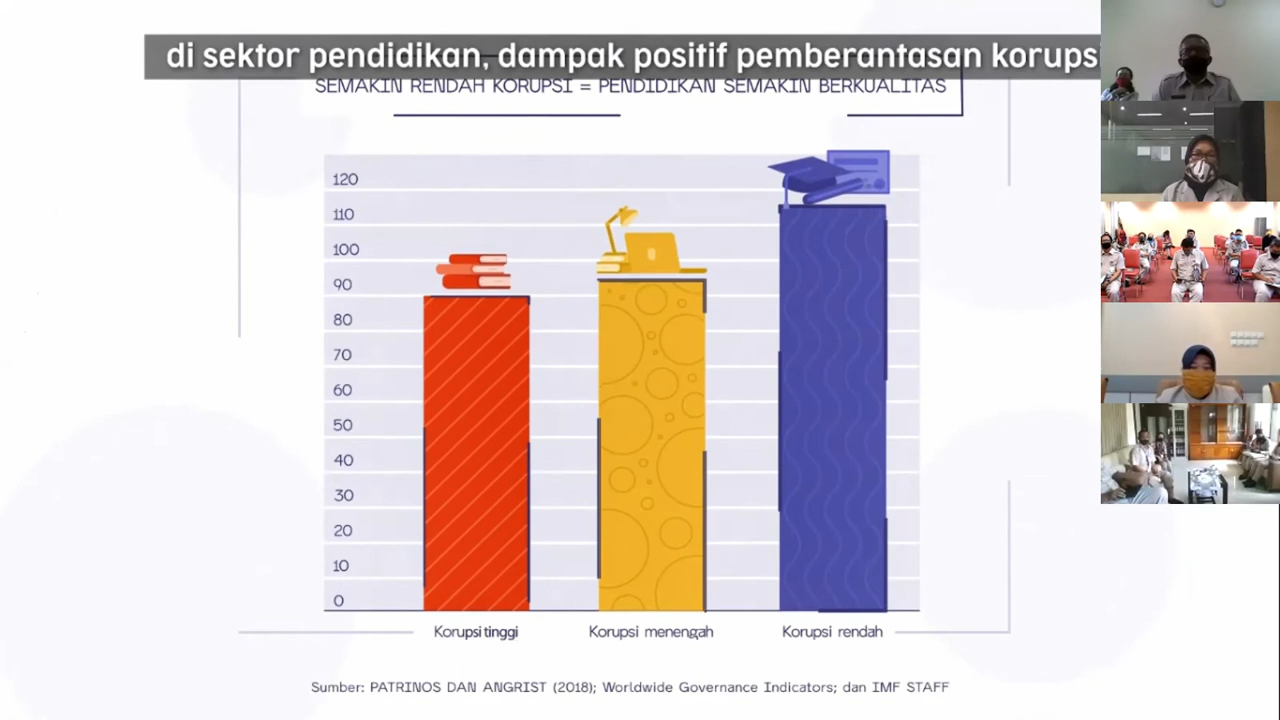 di sektor pendidikan, dampak positif pemberantasan korupsi
SEMAKIN RENDAH KORUPSI = PENDIDIKAN SEMAKIN BERKUALITAS
120
110
100
90
80
70
60
50
40
30
20
10
0
Korupsi tinggi
Korupsi menengah
Korupsi rendah
Sumber: PATRINOS DAN ANGRIST (2018); Worldwide Governance Indicators; dan IMF STAFF